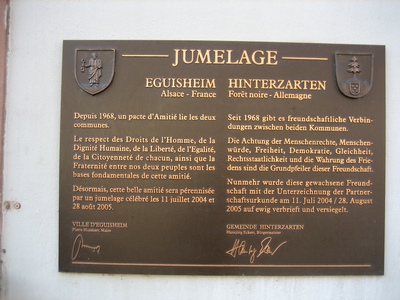 JUMELAGE
EGUISHEIM
Alsace - France
Depuis 1968, un pacte d'Amitié lie les deux
communes.
Le respect des Droits de l'Homme, de la
Dignité Humaine, de la Liberté, de l'Egalité,
de la Citoyenneté de chacun, ainsi que la
Fraternité entre nos deux peuples sont les
bases fondamentales de cette amitié.
Désormais, cette belle amitié sera pérennisée
par un jumelage célébré les 11 juillet 2004 et
28 août 2005.
VILLE D'EGUISHEIM
Maire
HINTERZARTEN
Forêt noire - Allemagne
Seit 1968 gibt es freundschaftliche Verbin-
dungen zwischen beiden Kommunen.
Die Achtung der Menschenrechte, Menschen-
würde, Freiheit, Demokratie, Gleichheit,
Rechtsstaatlichkeit und die Wahrung des Frie-
dens sind die Grundpfeiler dieser Freundschaft.
Nunmehr wurde diese gewachsene Freund-
schaft mit der Unterzeichnung der Partner-
schaftsurkunde am 11. Juli 2004 / 28. August
2005 auf ewig verbrieft und versiegelt.
GEMEINDE HINTERZARTEN
Hansjörg Eckert, Bürgermeister